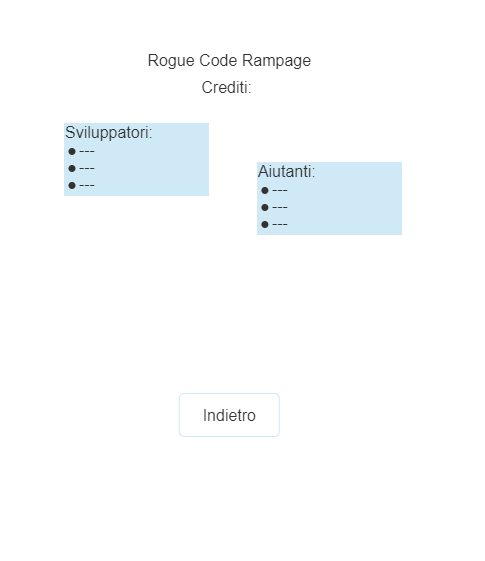 Rogue Code Rampage
Crediti:
Sviluppatori:
● ---
● ---
● ---
Aiutanti:
● ---
● ---
● ---
Indietro